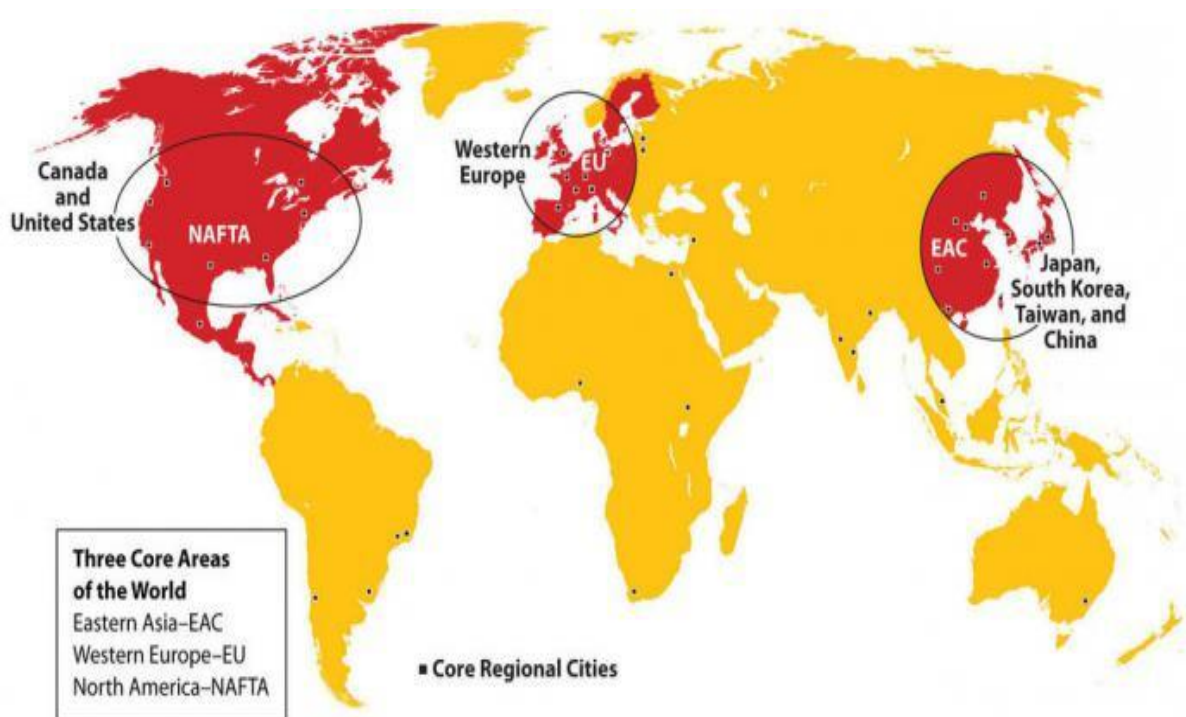 Canada
and
United States
NAFTA
Western
Europe
EU
EAC
Japan,
South Korea,
Taiwan, and
China
Three Core Areas
of the World
Eastern Asia–EAC
Western Europe–EU
North America–NAFTA
Core Regional Cities